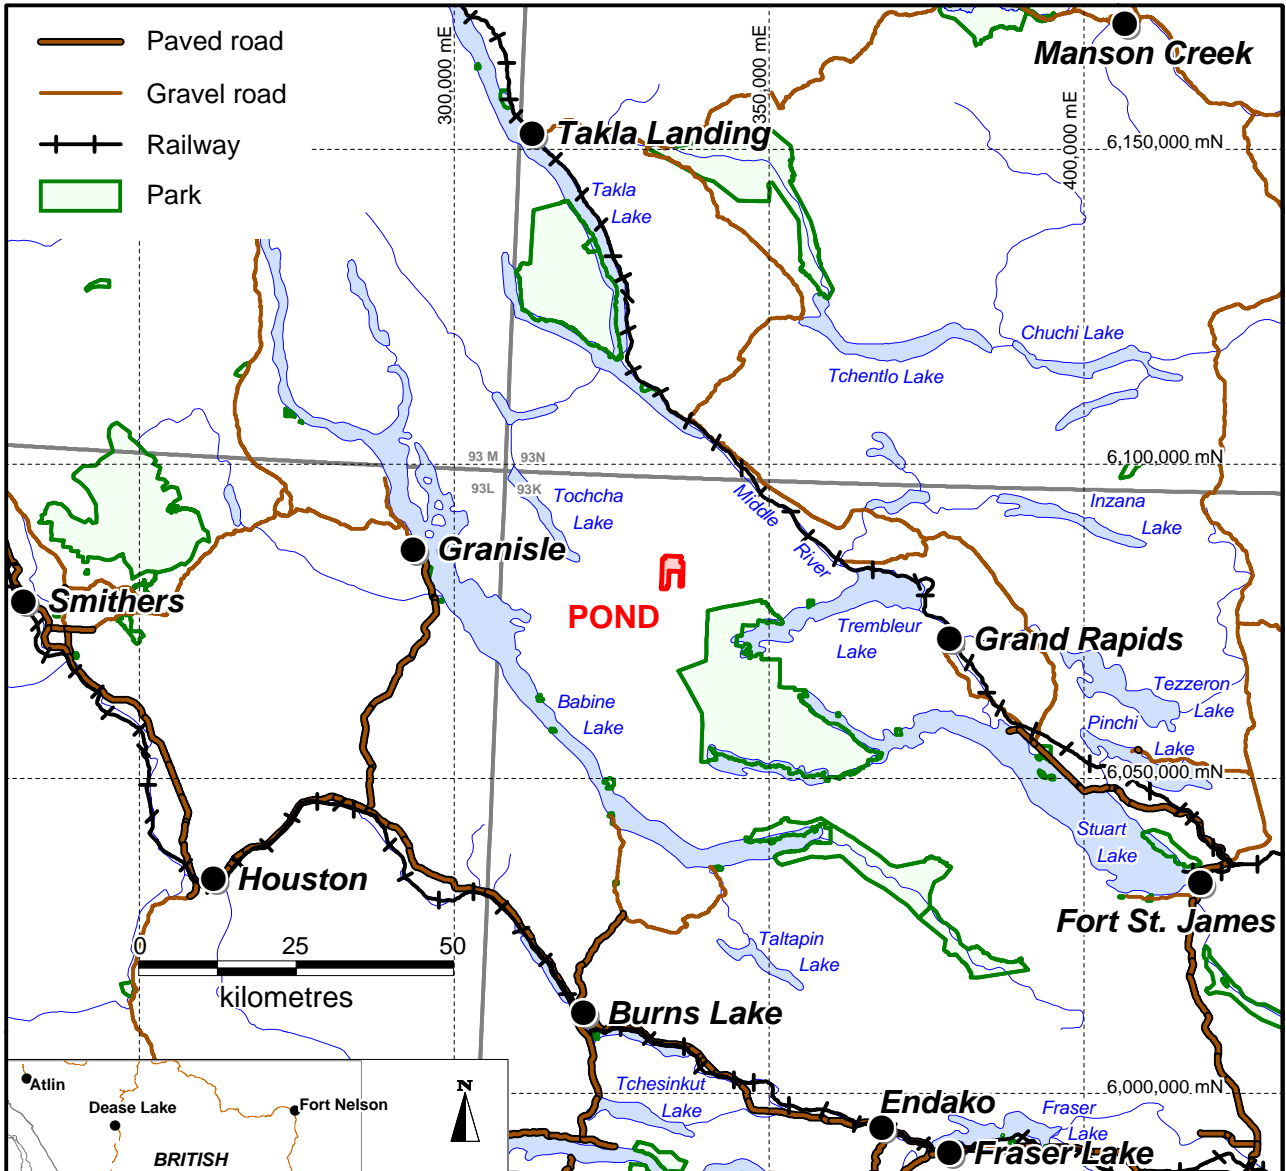 Paved road
Gravel road
Railway
Park
300,000 mE
350,000 mE
400,000 mE
Manson Creek
Takla Landing
6,150,000 mN
Takla
Lake
Chuchi Lake
Tchentlo Lake
93 M
93N
93L
93K
6,100,000 mN
Tochcha
Lake
Middle
River
Inzana
Lake
Granisle
POND
Smithers
Trembleur
Lake
Grand Rapids
Babine
Lake
Tezzeron
Lake
Pinchi
Lake
6,050,000 mN
Stuart
Lake
Houston
Fort St. James
0 25 50
kilometres
Taltapin
Lake
Burns Lake
Tchesinkut
Lake
6,000,000 mN
Endako
Fraser
Lake
Fraser Lake
N
Atlin
Dease Lake
Fort Nelson
BRITISH